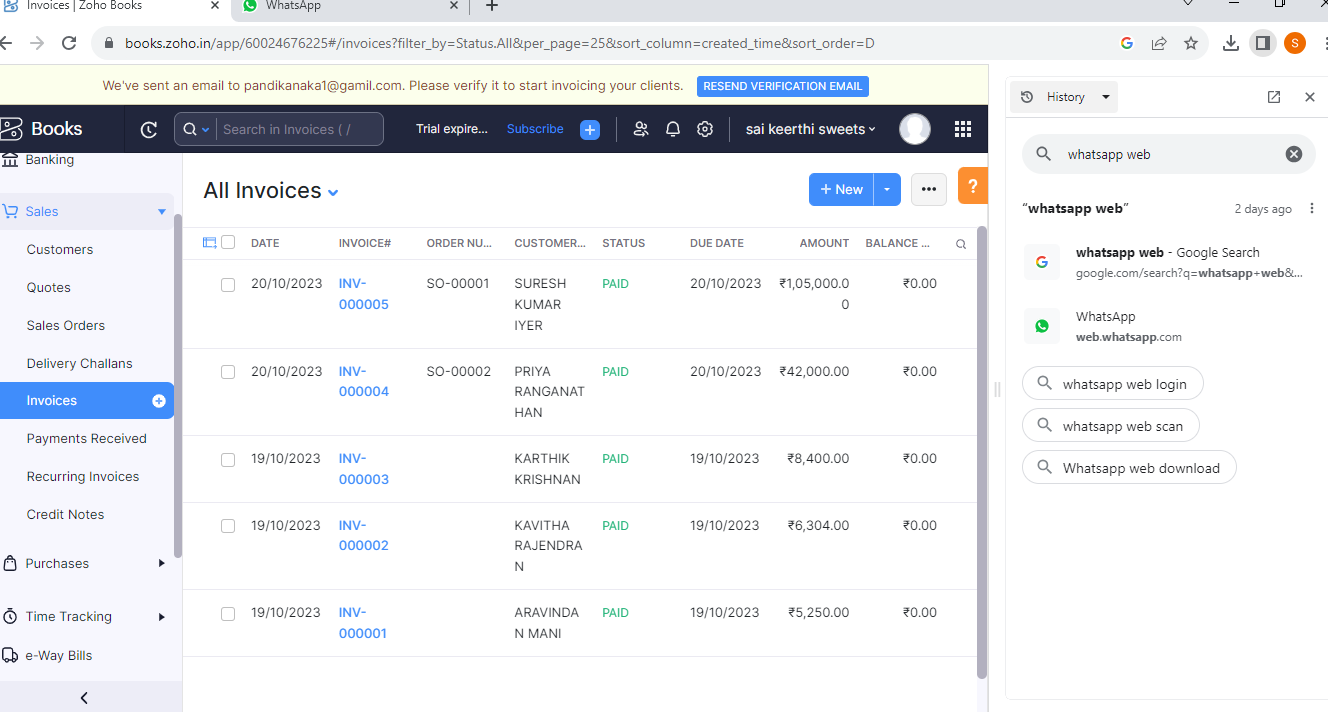 Invoices | Zoho Books
WhatsApp
books.zoho.in/app/60024676225#/invoices?filter_by=Status.All&per_page=25&sort_column=created_time&sort_order=D
S
We've sent an email to pandikanaka1@gamil.com. Please verify it to start invoicing your clients. RESEND VERIFICATION EMAIL
Books
Search in Invoices ( /
Trial expire... Subscribe
sai keerthi sweets
Banking
Sales
Customers
Quotes
Sales Orders
Delivery Challans
Invoices
Payments Received
Recurring Invoices
Credit Notes
Purchases
Time Tracking
e-Way Bills
All Invoices
+ New
?
DATE INVOICE# ORDER NU... CUSTOMER... STATUS DUE DATE AMOUNT BALANCE ...
20/10/2023 INV- SO-00001 SURESH PAID 20/10/2023 ₹1,05,000.0 ₹0.00
000005 KUMAR 0
IYER
20/10/2023 INV- SO-00002 PRIYA PAID 20/10/2023 ₹42,000.00 ₹0.00
000004 RANGANAT
HAN
19/10/2023 INV- KARTHIK PAID 19/10/2023 ₹8,400.00 ₹0.00
000003 KRISHNAN
19/10/2023 INV- KAVITHA PAID 19/10/2023 ₹6,304.00 ₹0.00
000002 RAJENDRA
N
19/10/2023 INV- ARAVINDA PAID 19/10/2023 ₹5,250.00 ₹0.00
000001 N MANI
History
whatsapp web
“whatsapp web” 2 days ago
whatsapp web - Google Search
google.com/search?q=whatsapp+web&...
WhatsApp
web.whatsapp.com
whatsapp web login
whatsapp web scan
Whatsapp web download